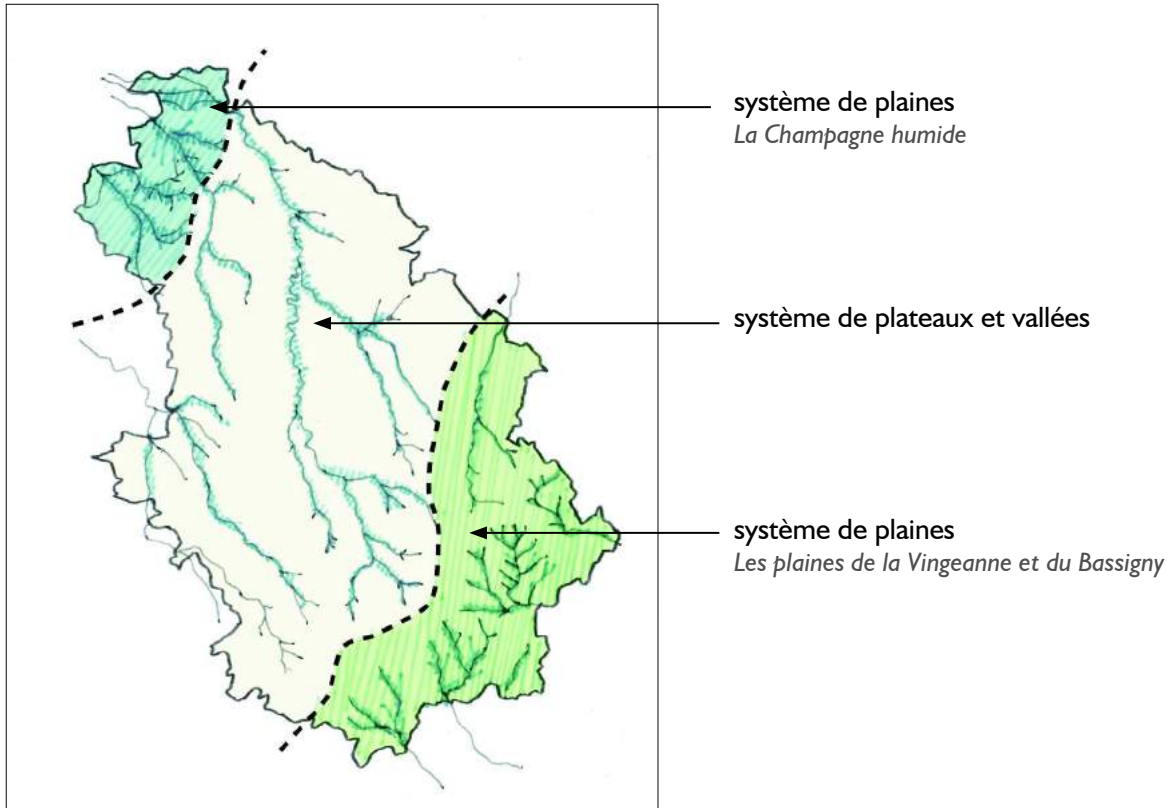 système de plaines
La Champagne humide
système de plateaux et vallées
système de plaines
Les plaines de la Vingeanne et du Bassigny